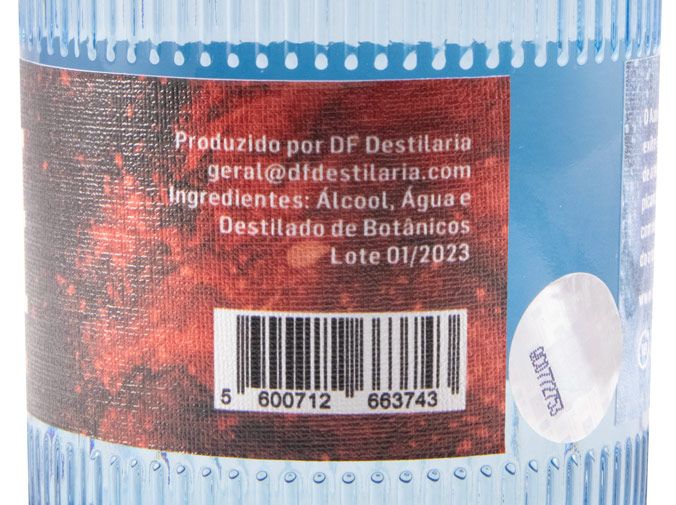 Produzido por DF Destilaria
geral@dfdestilaria.com
Ingredientes: Álcool, Água e
Destilado de Botânicos
Lote 01/2023
5 600712 663743